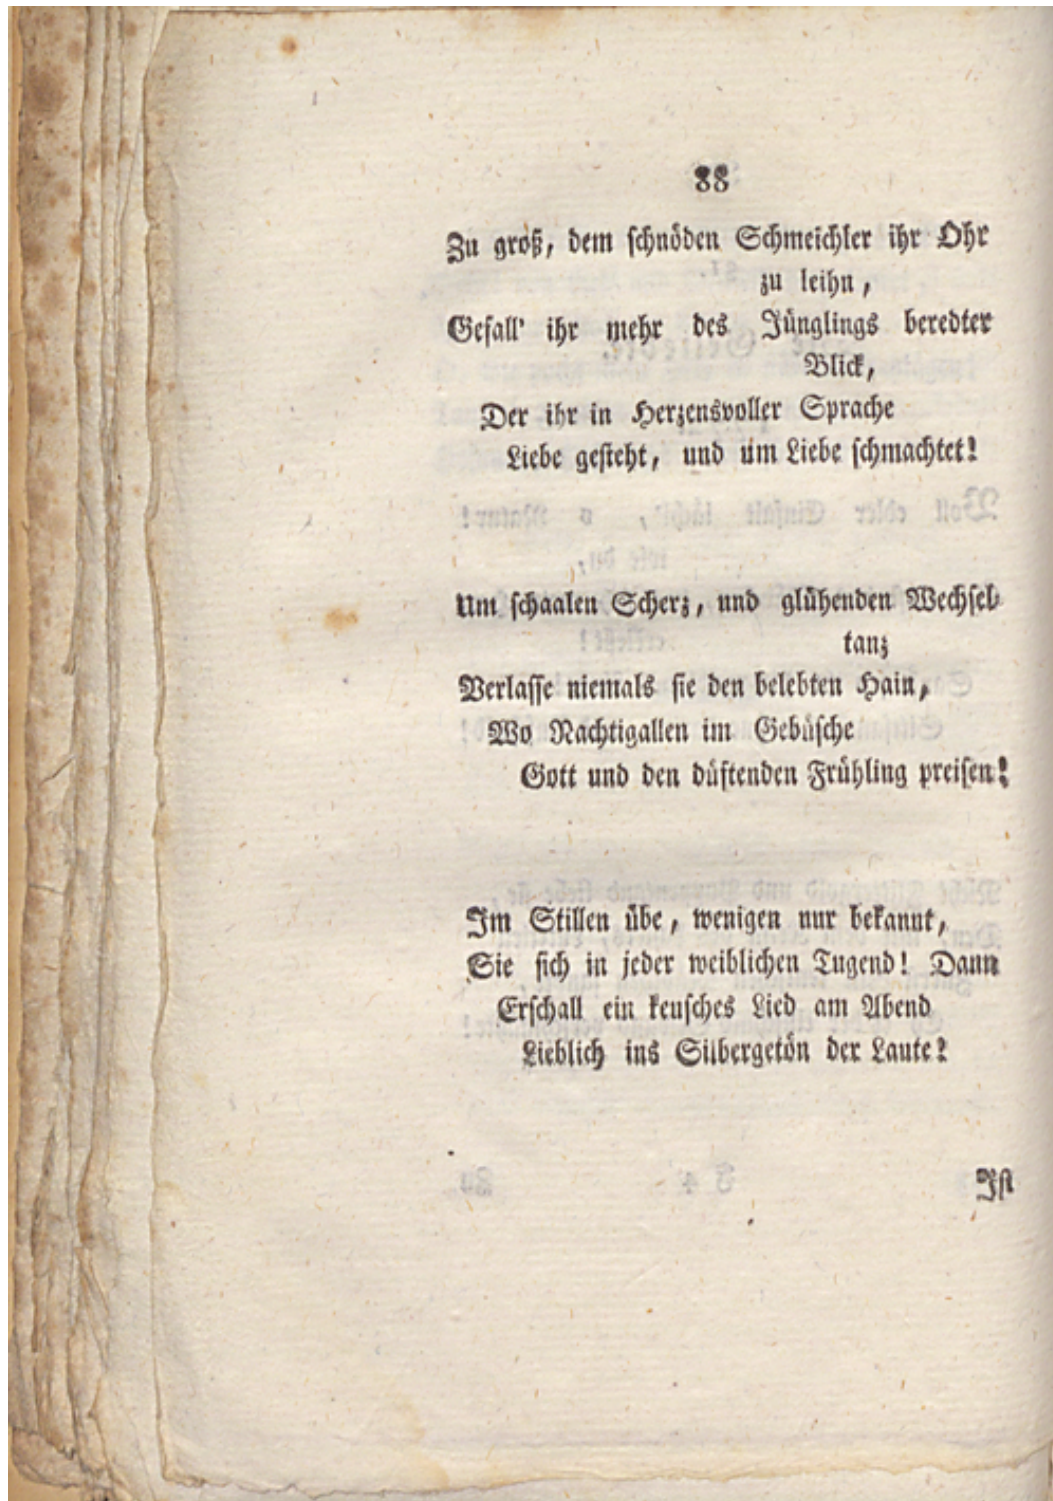 88
Zu groß, dem schnöden Schmeichler ihr Ohr
zu leihn,
Gefall' ihr mehr des Jünglings beredter
Blick,
Der ihr in Herzensvoller Sprache
Liebe gesteht, und um Liebe schmachtet!
Um schaalen Scherz, und glühenden Wechsel-
tanz
Verlasse niemals sie den belebten Hain,
Wo Nachtigallen im Gebüsche
Gott und den düftenden Frühling preisen!
Im Stillen übe, wenigen nur bekannt,
Sie sich in jeder weiblichen Tugend! Dann
Erschall ein keusches Lied am Abend
Lieblich ins Silbergetön der Laute!
Ist